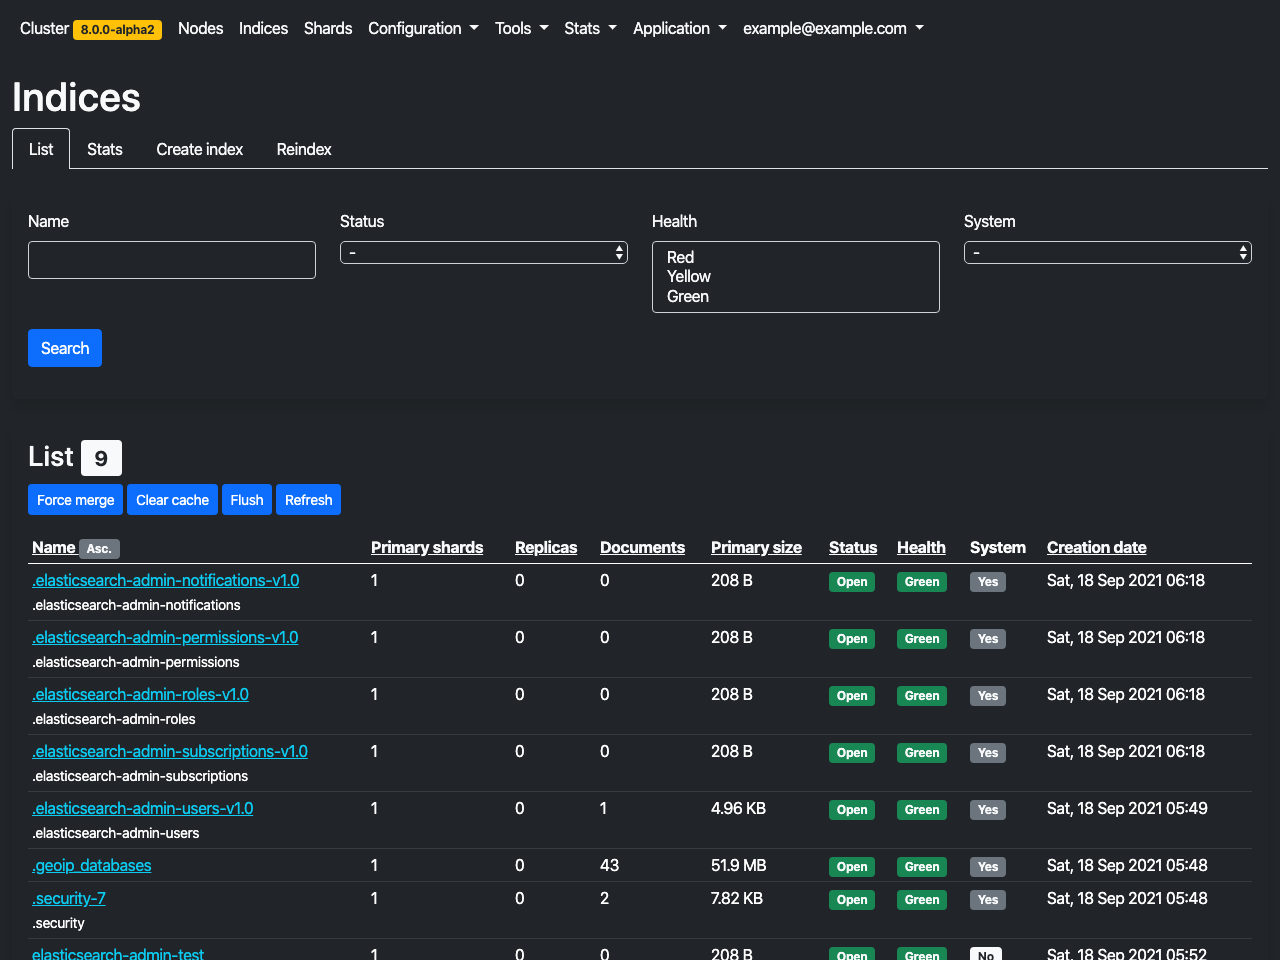 Cluster 8.0.0-alpha2 Nodes Indices Shards Configuration Tools Stats Application example@example.com
Indices
List Stats Create index Reindex
Name Status Health System
- -
Red
Yellow
Green
Search
List 9
Force merge Clear cache Flush Refresh
Name Asc. Primary shards Replicas Documents Primary size Status Health System Creation date
.elasticsearch-admin-notifications-v1.0 1 0 0 208 B Open Green Yes Sat, 18 Sep 2021 06:18
.elasticsearch-admin-notifications
.elasticsearch-admin-permissions-v1.0 1 0 0 208 B Open Green Yes Sat, 18 Sep 2021 06:18
.elasticsearch-admin-permissions
.elasticsearch-admin-roles-v1.0 1 0 0 208 B Open Green Yes Sat, 18 Sep 2021 06:18
.elasticsearch-admin-roles
.elasticsearch-admin-subscriptions-v1.0 1 0 0 208 B Open Green Yes Sat, 18 Sep 2021 06:18
.elasticsearch-admin-subscriptions
.elasticsearch-admin-users-v1.0 1 0 1 4.96 KB Open Green Yes Sat, 18 Sep 2021 05:49
.elasticsearch-admin-users
.geoip_databases 1 0 43 51.9 MB Open Green Yes Sat, 18 Sep 2021 05:48
.security-7 1 0 2 7.82 KB Open Green Yes Sat, 18 Sep 2021 05:48
.security
elasticsearch-admin-test 1 0 0 208 B Open Green No Sat, 18 Sep 2021 05:52